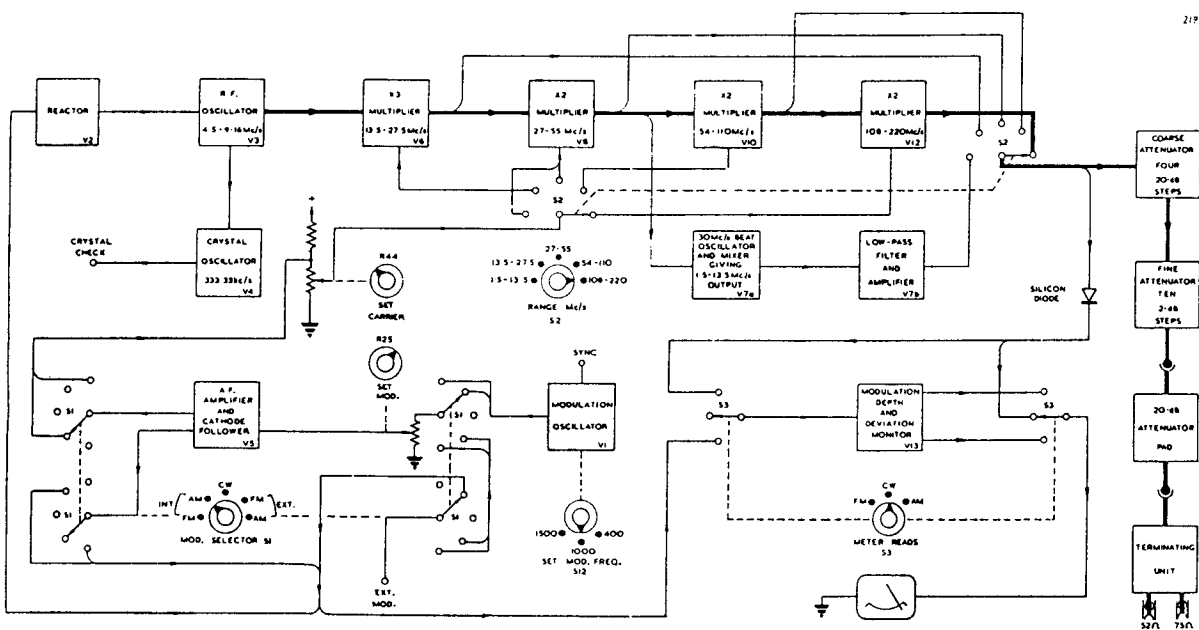 219
REACTOR
V2
R.F.
OSCILLATOR
4·5-9·16Mc/s
V3
X3
MULTIPLIER
13·5-27·5Mc/s
V6
X2
MULTIPLIER
27-55 Mc/s
V8
X2
MULTIPLIER
54-110Mc/s
V10
X2
MULTIPLIER
108-220Mc/s
V12
S2
COARSE
ATTENUATOR
FOUR
20-dB
STEPS
CRYSTAL
CHECK
CRYSTAL
OSCILLATOR
333·33kc/s
V4
+
R44
SET
CARRIER
S2
27-55
13·5-27·5
54-110
1·5-13·5
108-220
RANGE Mc/s
S2
30Mc/s BEAT
OSCILLATOR
AND MIXER
GIVING
1·5-13·5Mc/s
OUTPUT
V7a
LOW-PASS
FILTER
AND
AMPLIFIER
V7b
SILICON
DIODE
FINE
ATTENUATOR
TEN
2-dB
STEPS
R25
SET
MOD.
SYNC
S1
A.F.
AMPLIFIER
AND
CATHODE
FOLLOWER
V5
S1
MODULATION
OSCILLATOR
V1
S3
MODULATION
DEPTH
AND
DEVIATION
MONITOR
V13
S3
20-dB
ATTENUATOR
PAD
S1
INT.
AM
CW
FM
EXT.
FM
AM
MOD. SELECTOR S1
S1
EXT.
MOD.
1500
400
1000
SET MOD. FREQ.
S12
CW
FM
AM
METER READS
S3
TERMINATING
UNIT
52Ω
75Ω